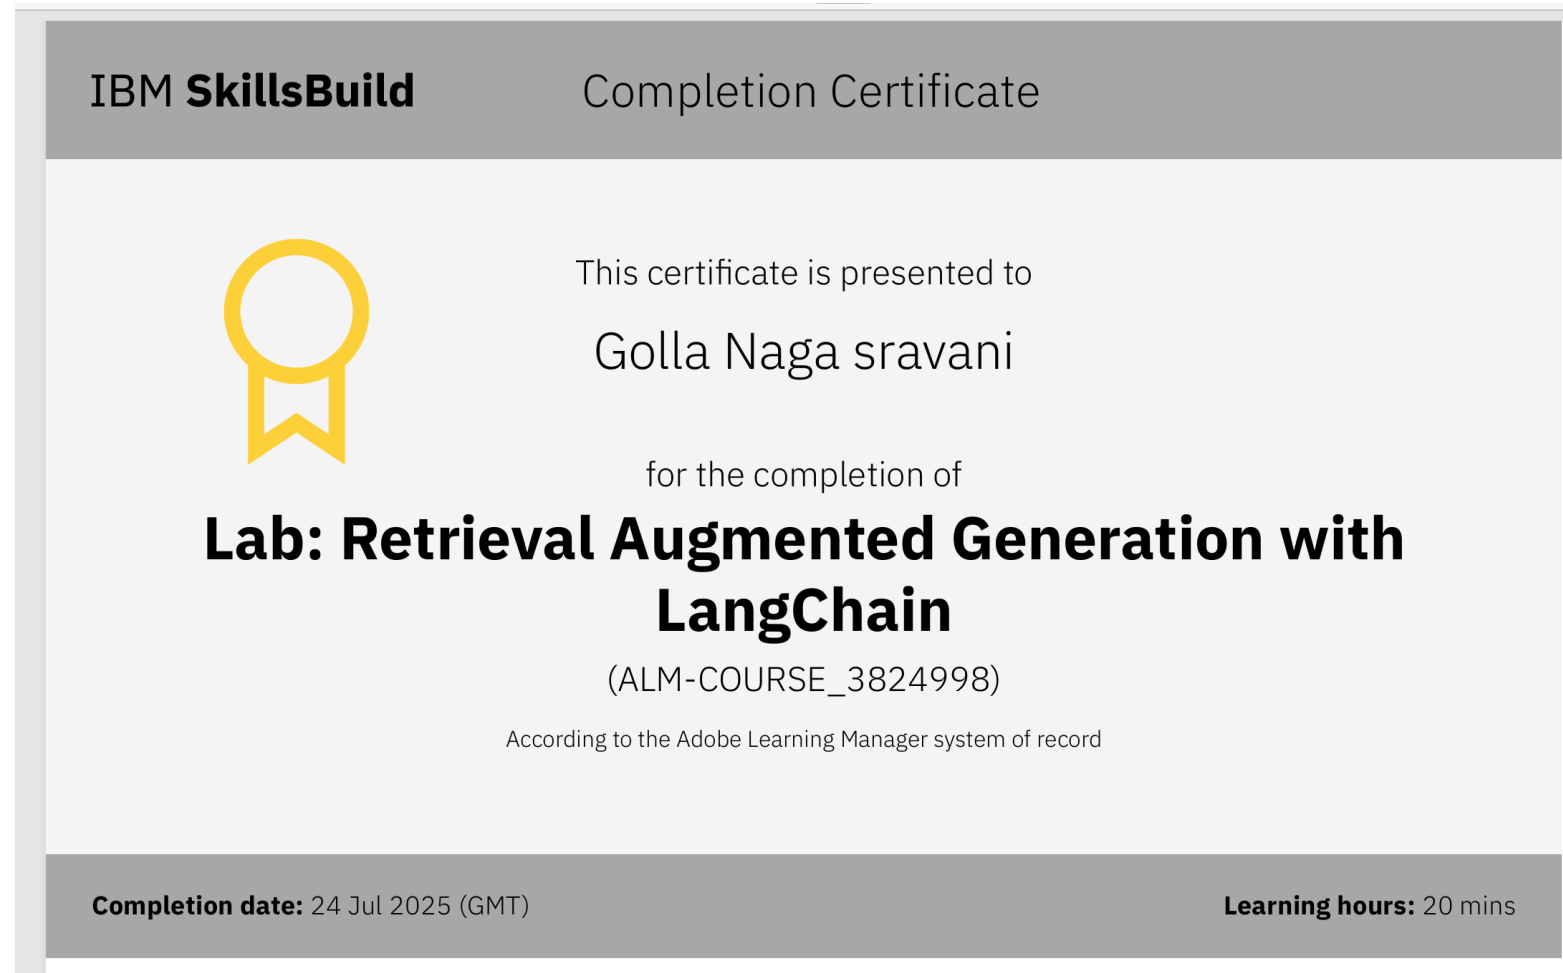 IBM SkillsBuild
Completion Certificate
This certificate is presented to
Golla Naga sravani
for the completion of
Lab: Retrieval Augmented Generation with
LangChain
(ALM-COURSE_3824998)
According to the Adobe Learning Manager system of record
Completion date: 24 Jul 2025 (GMT)
Learning hours: 20 mins